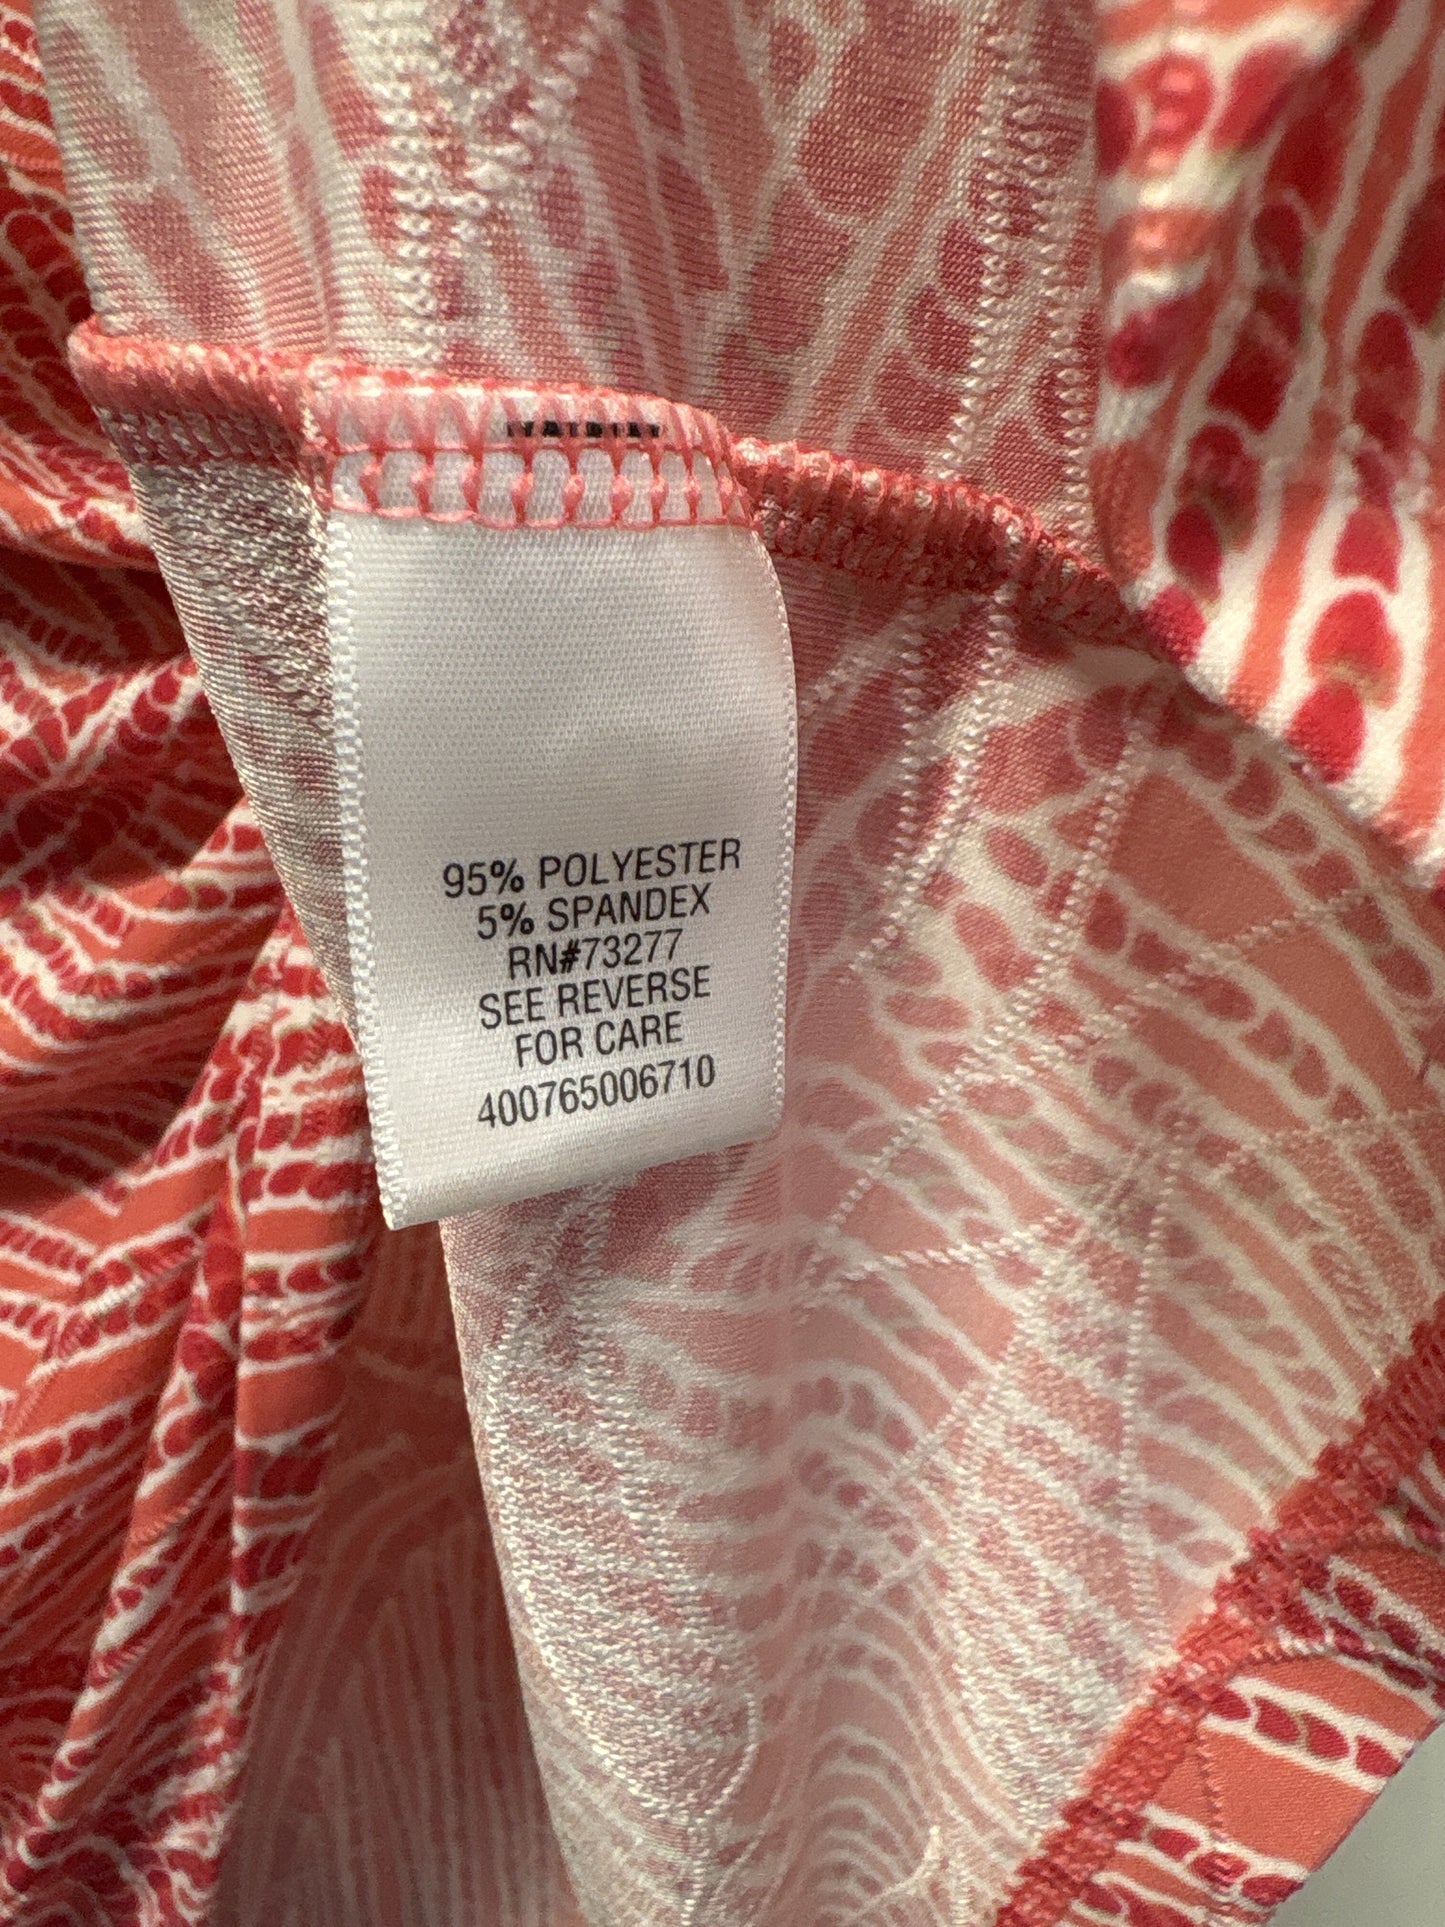 95% POLYESTER
5% SPANDEX
RN#73277
SEE REVERSE
FOR CARE
400765006710